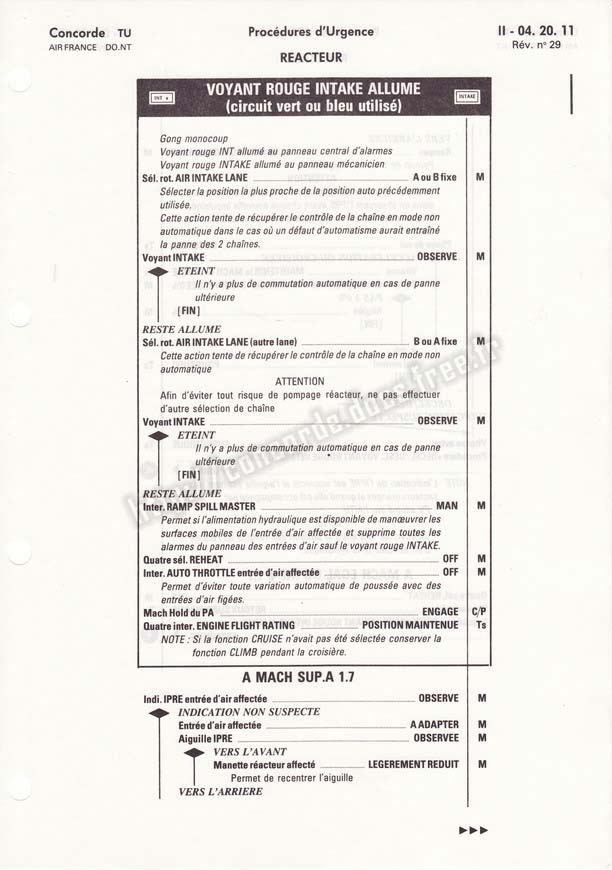 Concorde TU
AIR FRANCE DO.NT
Procédures d'Urgence
II - 04. 20. 11
Rév. n° 29
REACTEUR
INT
VOYANT ROUGE INTAKE ALLUME
INTAKE
(circuit vert ou bleu utilisé)
Gong monocoup
Voyant rouge INT allumé au panneau central d'alarmes
Voyant rouge INTAKE allumé au panneau mécanicien
Sél. rot. AIR INTAKE LANE A ou B fixe M
Sélecter la position la plus proche de la position auto précédemment
utilisée.
Cette action tente de récupérer le contrôle de la chaîne en mode non
automatique dans le cas où un défaut d'automatisme aurait entraîné
la panne des 2 chaînes.
Voyant INTAKE OBSERVE M
ETEINT
Il n'y a plus de commutation automatique en cas de panne
ultérieure
[FIN]
RESTE ALLUME
Sél. rot. AIR INTAKE LANE (autre lane) B ou A fixe M
Cette action tente de récupérer le contrôle de la chaîne en mode non
automatique
ATTENTION
Afin d'éviter tout risque de pompage réacteur, ne pas effectuer
d'autre sélection de chaîne
Voyant INTAKE OBSERVE M
ETEINT
Il n'y a plus de commutation automatique en cas de panne
ultérieure
[FIN]
RESTE ALLUME
Inter. RAMP SPILL MASTER MAN M
Permet si l'alimentation hydraulique est disponible de manœuvrer les
surfaces mobiles de l'entrée d'air affectée et supprime toutes les
alarmes du panneau des entrées d'air sauf le voyant rouge INTAKE.
Quatre sél. REHEAT OFF M
Inter. AUTO THROTTLE entrée d'air affectée OFF M
Permet d'éviter toute variation automatique de poussée avec des
entrées d'air figées.
Mach Hold du PA ENGAGE C/P
Quatre inter. ENGINE FLIGHT RATING POSITION MAINTENUE Ts
NOTE : Si la fonction CRUISE n'avait pas été sélectée conserver la
fonction CLIMB pendant la croisière.
A MACH SUP.A 1.7
Indi. IPRE entrée d'air affectée OBSERVE M
INDICATION NON SUSPECTE
Entrée d'air affectée A ADAPTER M
Aiguille IPRE OBSERVEE M
VERS L'AVANT
Manette réacteur affecté LEGEREMENT REDUIT M
Permet de recentrer l'aiguille
VERS L'ARRIERE
http://concorde.docs.free.fr